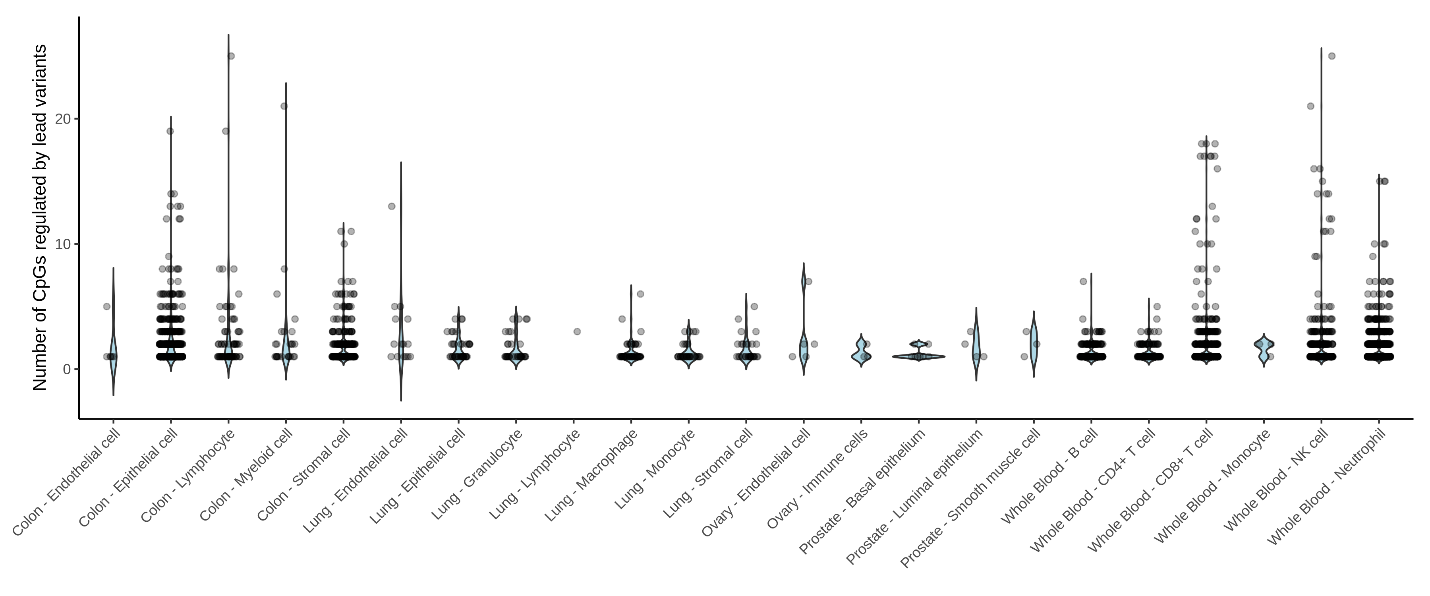 Number of CpGs regulated by lead variants
20
10
0
Colon - Endothelial cell
Colon - Epithelial cell
Colon - Lymphocyte
Colon - Myeloid cell
Colon - Stromal cell
Lung - Endothelial cell
Lung - Epithelial cell
Lung - Granulocyte
Lung - Lymphocyte
Lung - Macrophage
Lung - Monocyte
Lung - Stromal cell
Ovary - Endothelial cell
Ovary - Immune cells
Prostate - Basal epithelium
Prostate - Luminal epithelium
Prostate - Smooth muscle cell
Whole Blood - B cell
Whole Blood - CD4+ T cell
Whole Blood - CD8+ T cell
Whole Blood - Monocyte
Whole Blood - NK cell
Whole Blood - Neutrophil